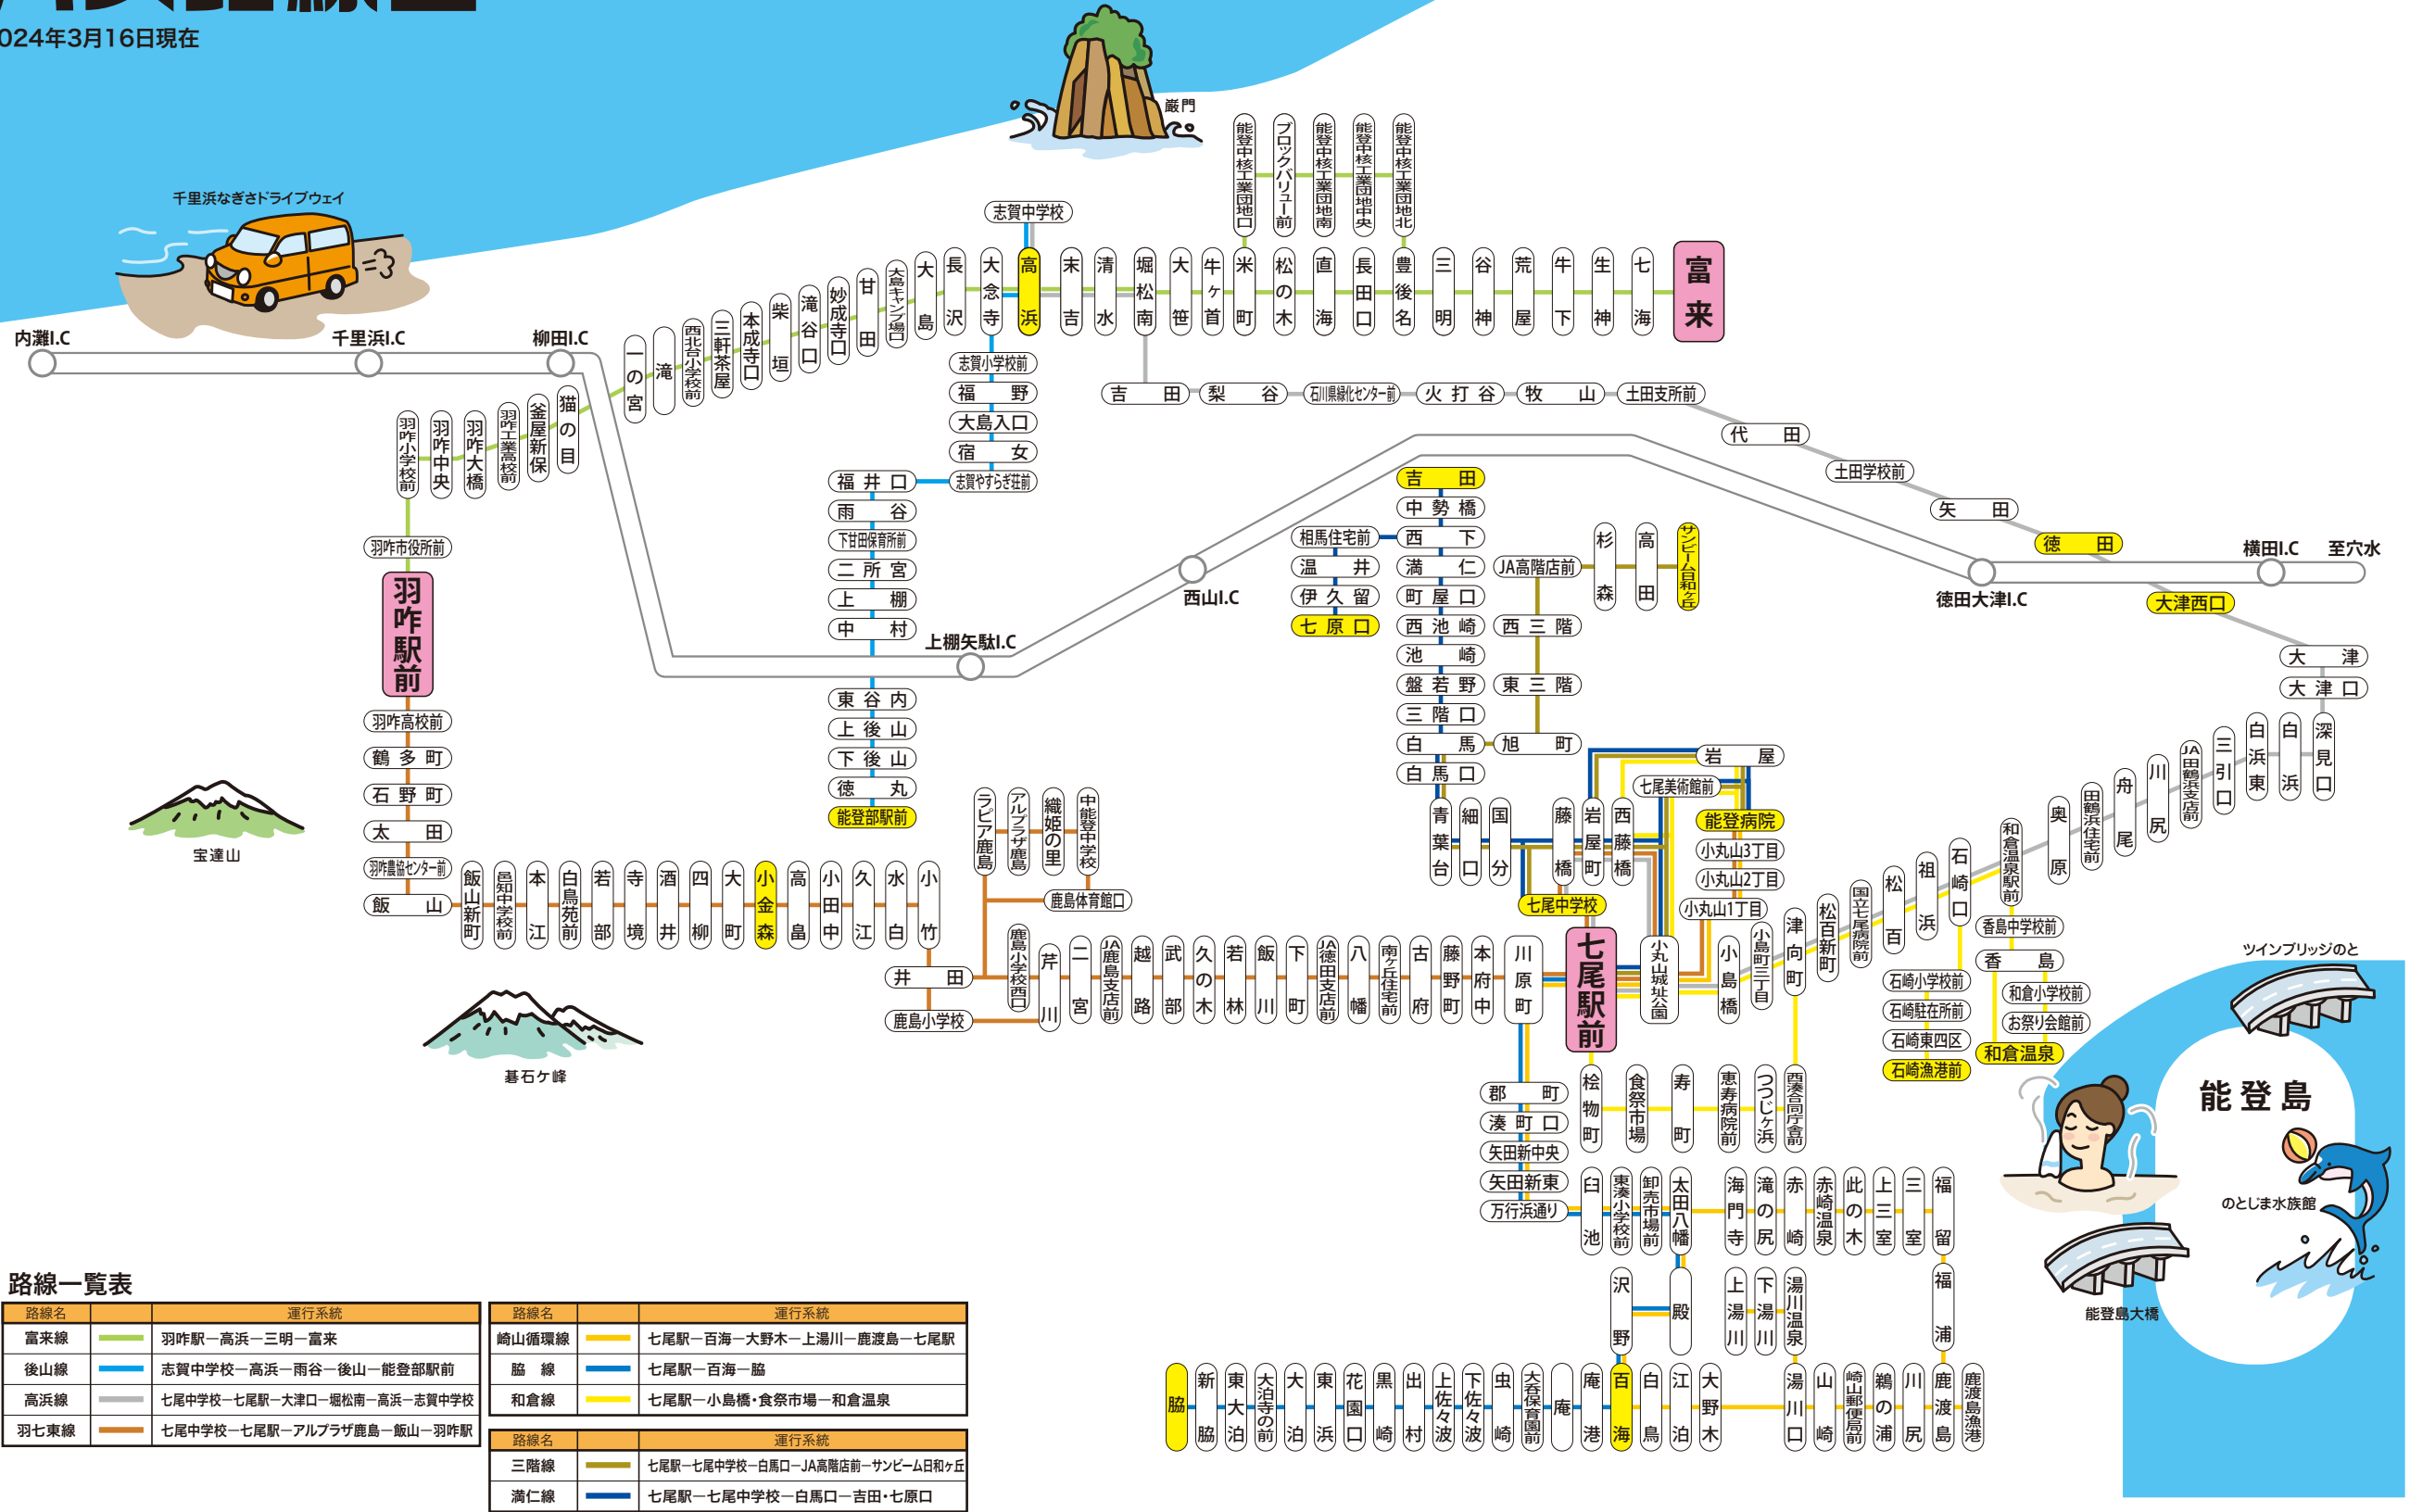 2024年3月16日現在
巌門
千里浜なぎさドライブウェイ
内灘I.C
千里浜I.C
柳田I.C
上棚矢駄I.C
西山I.C
徳田大津I.C
横田I.C
至穴水
能登中核工業団地口
ブロックバリュー前
能登中核工業団地南
能登中核工業団地中央
能登中核工業団地北
志賀中学校
富来
七海
生神
牛下
荒屋
谷神
三明
豊後名
長田口
直海
松の木
米町
牛ヶ首
大笹
堀松南
清水
末吉
高浜
大念寺
長沢
大島
大島キャンプ場口
甘田
妙成寺口
滝谷口
柴垣
本成寺口
三軒茶屋
西北台小学校前
滝
一の宮
猫の目
釜屋新保
羽咋工業高校前
羽咋大橋
羽咋中央
羽咋小学校前
羽咋市役所前
羽咋駅前
羽咋高校前
鶴多町
石野町
太田
羽咋農協センター前
飯山
飯山新町
邑知中学校前
本江
白鳥苑前
若部
寺境
酒井
四柳
大町
小金森
高畠
小田中
久江
水白
小竹
井田
鹿島小学校
ラピア鹿島
アルプラザ鹿島
織姫の里
中能登中学校
鹿島体育館口
鹿島小学校西口
芹川
二宮
JA鹿島支店前
越路
武部
久の木
若林
飯川
下町
JA徳田支店前
八幡
南ヶ丘住宅前
古府
藤野町
本府中
川原町
七尾駅前
志賀小学校前
福野
大島入口
宿女
志賀やすらぎ荘前
福井口
雨谷
下甘田保育所前
二所宮
上棚
中村
東谷内
上後山
下後山
徳丸
能登部駅前
吉田
梨谷
石川県緑化センター前
火打谷
牧山
土田支所前
代田
土田学校前
矢田
徳田
大津西口
大津
大津口
深見口
白浜
白浜東
三引口
JA田鶴浜支店前
川尻
舟尾
田鶴浜住宅前
奥原
和倉温泉駅前
石崎口
祖浜
松百
国立七尾病院前
松百新町
津向町
小島町三丁目
小島橋
小丸山城址公園
吉田
中勢橋
西下
満仁
町屋口
西池崎
池崎
盤若野
三階口
白馬
白馬口
相馬住宅前
温井
伊久留
七原口
JA高階店前
西三階
東三階
旭町
杉森
高田
サンビーム日和ヶ丘
青葉台
細口
国分
藤橋
岩屋町
西藤橋
七尾中学校
岩屋
七尾美術館前
能登病院
小丸山3丁目
小丸山2丁目
小丸山1丁目
香島中学校前
香島
和倉小学校前
お祭り会館前
和倉温泉
石崎小学校前
石崎駐在所前
石崎東四区
石崎漁港前
桧物町
食祭市場
寿町
恵寿病院前
つつじヶ浜
西湊合同庁舎前
郡町
湊町口
矢田新中央
矢田新東
万行浜通り
臼池
東湊小学校前
卸売市場前
太田八幡
海門寺
滝の尻
赤崎
赤崎温泉
此の木
上三室
三室
福留
福浦
沢野
殿
上湯川
下湯川
湯川温泉
脇
新脇
東大泊
大泊寺の前
大泊
東浜
花園口
黒崎
出村
上佐々波
下佐々波
虫崎
大呑保育園前
庵
庵港
百海
白鳥
江泊
大野木
湯川口
山崎
崎山郵便局前
鵜の浦
川尻
鹿渡島
鹿渡島漁港
宝達山
碁石ケ峰
ツインブリッジのと
能登島
のとじま水族館
能登島大橋
路線一覧表
路線名 運行系統
富来線 羽咋駅－高浜－三明－富来
後山線 志賀中学校－高浜－雨谷－後山－能登部駅前
高浜線 七尾中学校－七尾駅－大津口－堀松南－高浜－志賀中学校
羽七東線 七尾中学校－七尾駅－アルプラザ鹿島－飯山－羽咋駅
路線名 運行系統
崎山循環線 七尾駅－百海－大野木－上湯川－鹿渡島－七尾駅
脇 線 七尾駅－百海－脇
和倉線 七尾駅－小島橋・食祭市場－和倉温泉
路線名 運行系統
三階線 七尾駅－七尾中学校－白馬口－JA高階店前－サンビーム日和ヶ丘
満仁線 七尾駅－七尾中学校－白馬口－吉田・七原口